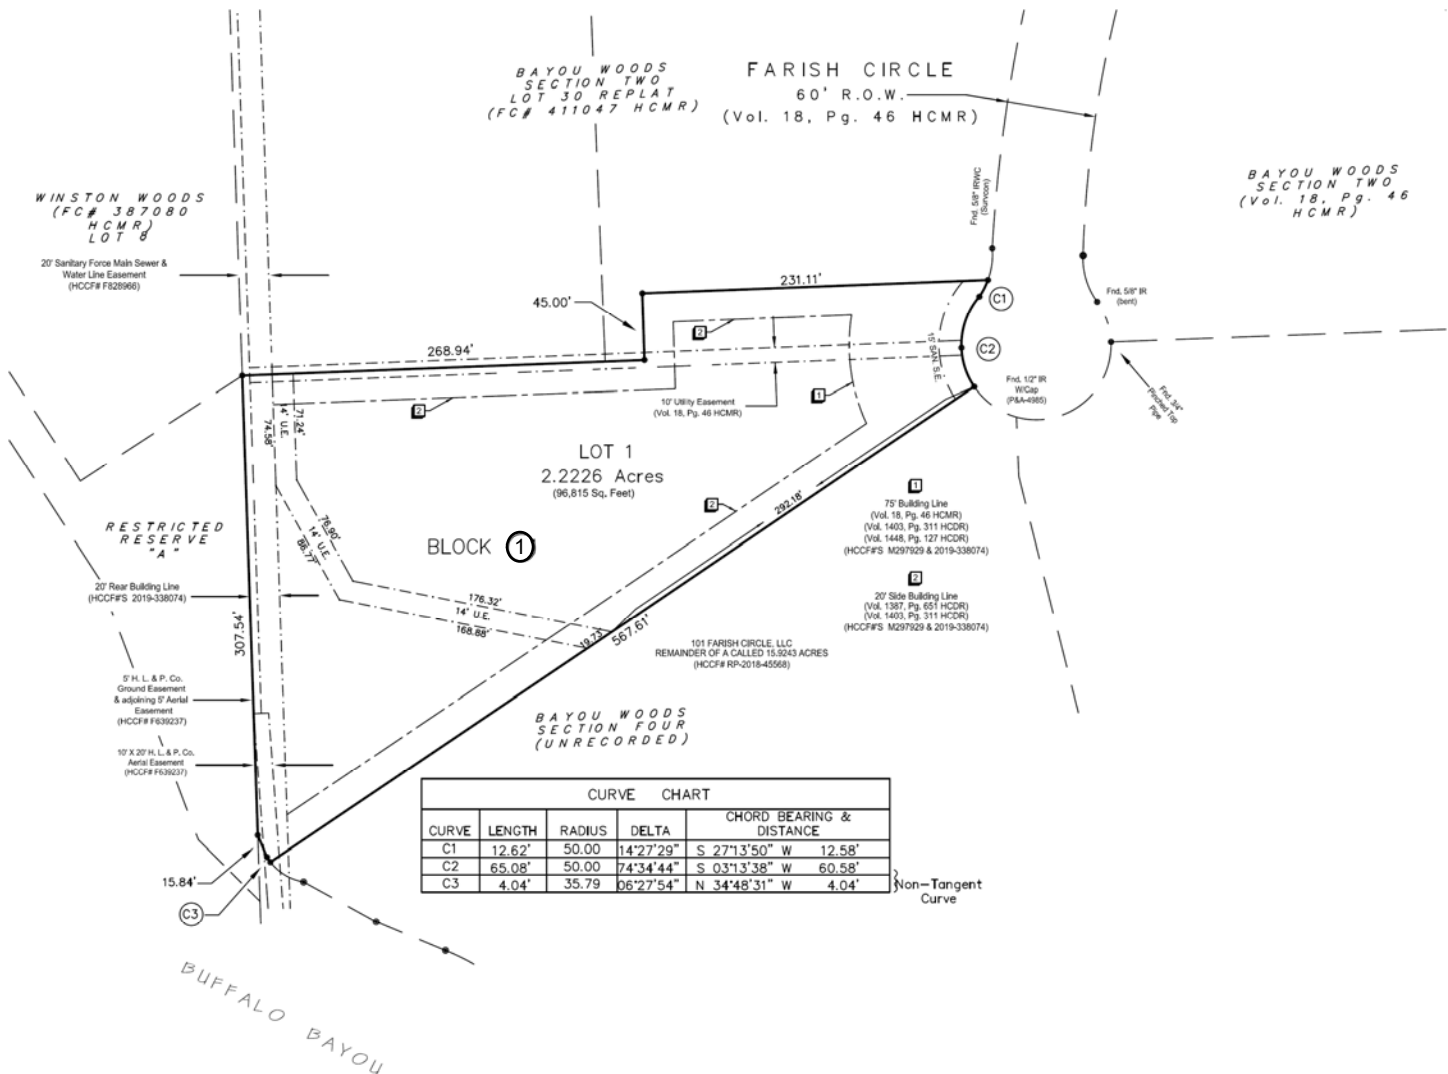 BAYOU WOODS
SECTION TWO
LOT 30 REPLAT
(FC# 411047 HCMR)
FARISH CIRCLE
60' R.O.W.
(Vol. 18, Pg. 46 HCMR)
BAYOU WOODS
SECTION TWO
(Vol. 18, Pg. 46
HCMR)
WINSTON WOODS
(FC# 387080
HCMR)
LOT 8
20' Sanitary Force Main Sewer &
Water Line Easement
(HCCF# F828966)
Fnd. 5/8" IRWC
(Survcon)
231.11'
45.00'
C1
Fnd. 5/8" IR
(bent)
268.94'
2
C2
15' SAN. S.E.
Fnd. 1/2" IR
W/Cap
(P&A-4985)
Fnd. 3/4"
Pinched Top
Pipe
10' Utility Easement
(Vol. 18, Pg. 46 HCMR)
1
2
74.58'
14' U.E.
71.24'
LOT 1
2.2226 Acres
(96,815 Sq. Feet)
BLOCK 1
76.90'
14' U.E.
86.77'
2
292.18'
1
75' Building Line
(Vol. 18, Pg. 46 HCMR)
(Vol. 1403, Pg. 311 HCDR)
(Vol. 1448, Pg. 127 HCDR)
(HCCF#'S M297929 & 2019-338074)
2
20' Side Building Line
(Vol. 1387, Pg. 651 HCDR)
(Vol. 1403, Pg. 311 HCDR)
(HCCF#'S M297929 & 2019-338074)
RESTRICTED
RESERVE
"A"
20' Rear Building Line
(HCCF#'S 2019-338074)
307.54'
176.32'
14' U.E.
168.88'
19.73'
567.61'
101 FARISH CIRCLE, LLC
REMAINDER OF A CALLED 15.9243 ACRES
(HCCF# RP-2018-45568)
5' H. L. & P. Co.
Ground Easement
& adjoining 5' Aerial
Easement
(HCCF# F639237)
10' X 20' H. L. & P. Co.
Aerial Easement
(HCCF# F639237)
BAYOU WOODS
SECTION FOUR
(UNRECORDED)
CURVE CHART
CURVE LENGTH RADIUS DELTA CHORD BEARING & DISTANCE
C1 12.62' 50.00 14°27'29" S 27°13'50" W 12.58'
C2 65.08' 50.00 74°34'44" S 03°13'38" W 60.58'
C3 4.04' 35.79 06°27'54" N 34°48'31" W 4.04'
Non-Tangent
Curve
15.84'
C3
BUFFALO BAYOU